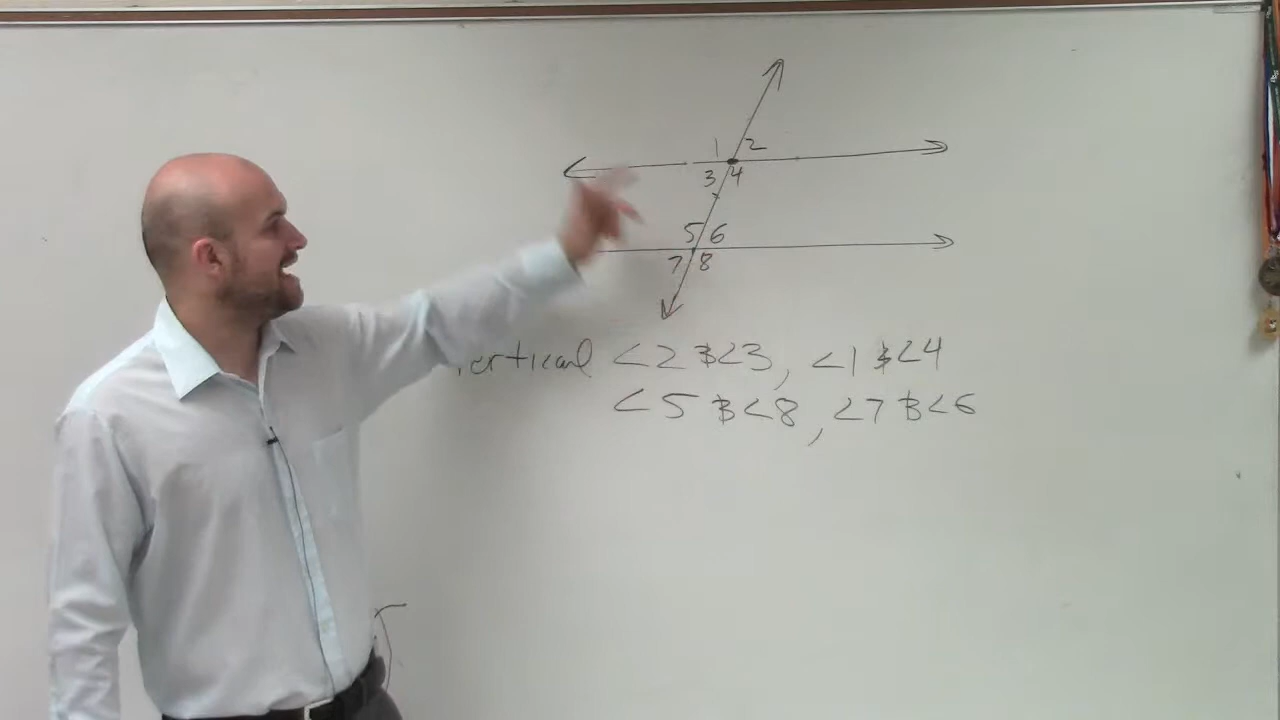 1 2
3 4
5 6
7 8
ertical <2 & <3, <1 & <4
<5 & <8, <7 & <6